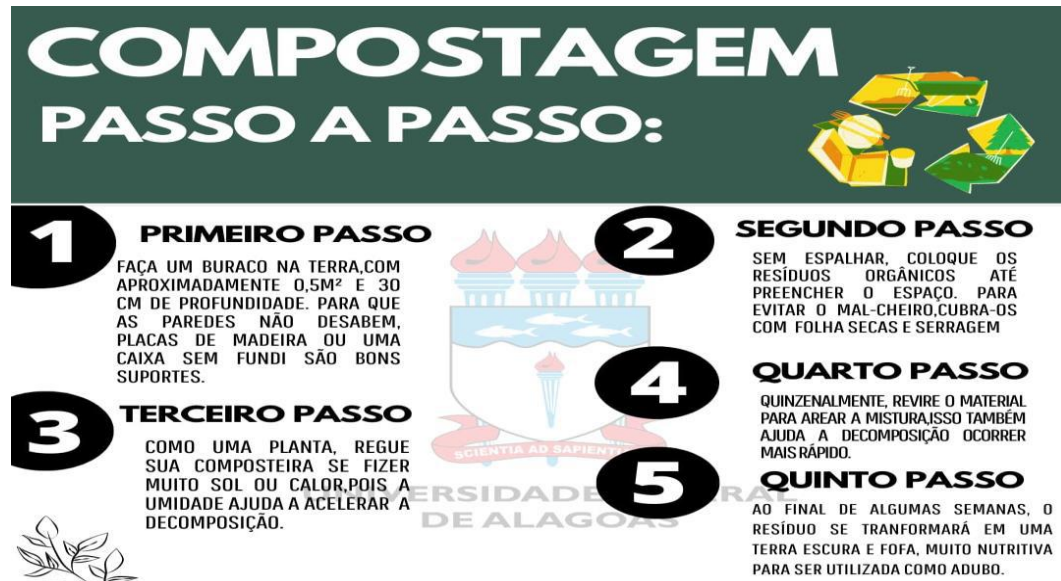 COMPOSTAGEM
PASSO A PASSO:
1
PRIMEIRO PASSO
FAÇA UM BURACO NA TERRA,COM
APROXIMADAMENTE 0,5M² E 30
CM DE PROFUNDIDADE. PARA QUE
AS PAREDES NÃO DESABEM,
PLACAS DE MADEIRA OU UMA
CAIXA SEM FUNDI SÃO BONS
SUPORTES.
2
SEGUNDO PASSO
SEM ESPALHAR, COLOQUE OS
RESÍDUOS ORGÂNICOS ATÉ
PREENCHER O ESPAÇO. PARA
EVITAR O MAL-CHEIRO,CUBRA-OS
COM FOLHA SECAS E SERRAGEM
3
TERCEIRO PASSO
COMO UMA PLANTA, REGUE
SUA COMPOSTEIRA SE FIZER
MUITO SOL OU CALOR,POIS A
UMIDADE AJUDA A ACELERAR A
DECOMPOSIÇÃO.
4
QUARTO PASSO
QUINZENALMENTE, REVIRE O MATERIAL
PARA AREAR A MISTURA,ISSO TAMBÉM
AJUDA A DECOMPOSIÇÃO OCORRER
MAIS RÁPIDO.
5
QUINTO PASSO
AO FINAL DE ALGUMAS SEMANAS, O
RESÍDUO SE TRANFORMARÁ EM UMA
TERRA ESCURA E FOFA, MUITO NUTRITIVA
PARA SER UTILIZADA COMO ADUBO.
SCIENTIA AD SAPIENTI
DE ALAGOAS